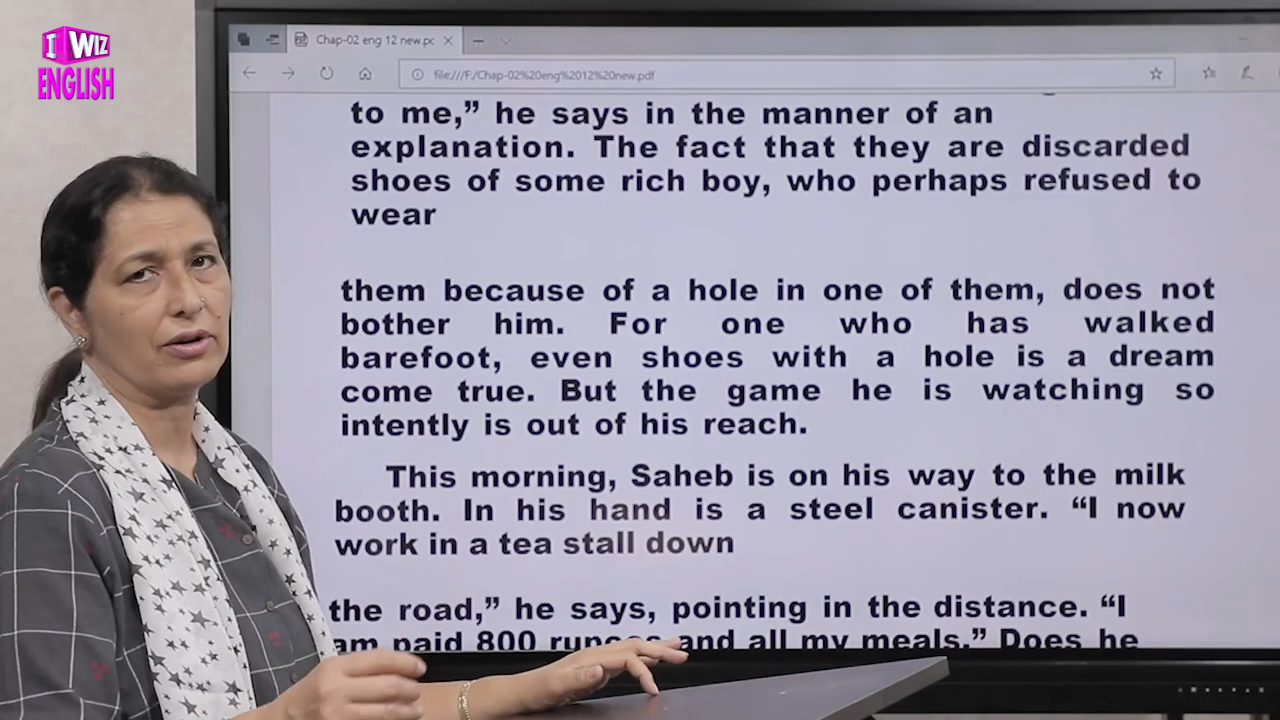 I WIZ
ENGLISH
Chap-02 eng 12 new.pc
file:///F:/Chap-02%20eng%2012%20new.pdf
to me,” he says in the manner of an
explanation. The fact that they are discarded
shoes of some rich boy, who perhaps refused to
wear
them because of a hole in one of them, does not
bother him. For one who has walked
barefoot, even shoes with a hole is a dream
come true. But the game he is watching so
intently is out of his reach.
This morning, Saheb is on his way to the milk
booth. In his hand is a steel canister. “I now
work in a tea stall down
the road,” he says, pointing in the distance. “I
am paid 800 rupees and all my meals.” Does he